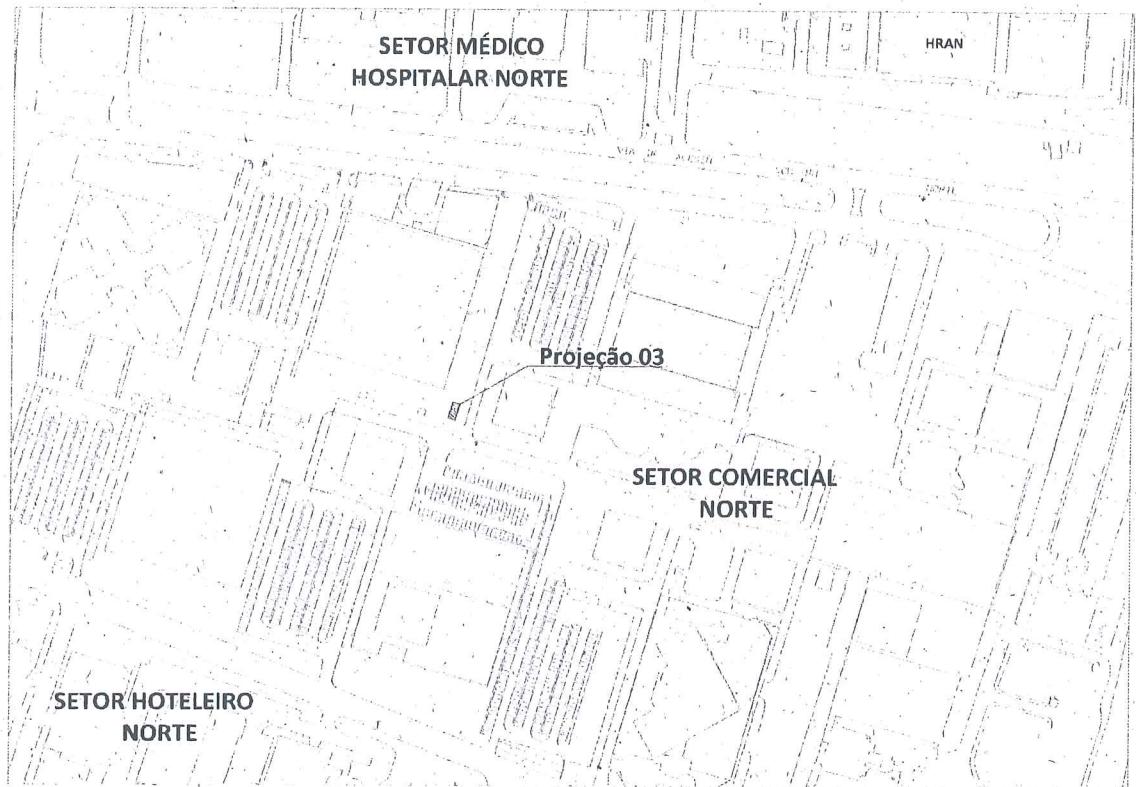 SETOR MÉDICO
HOSPITALAR NORTE
HRAN
Projeção 03
SETOR COMERCIAL
NORTE
SETOR HOTELEIRO
NORTE